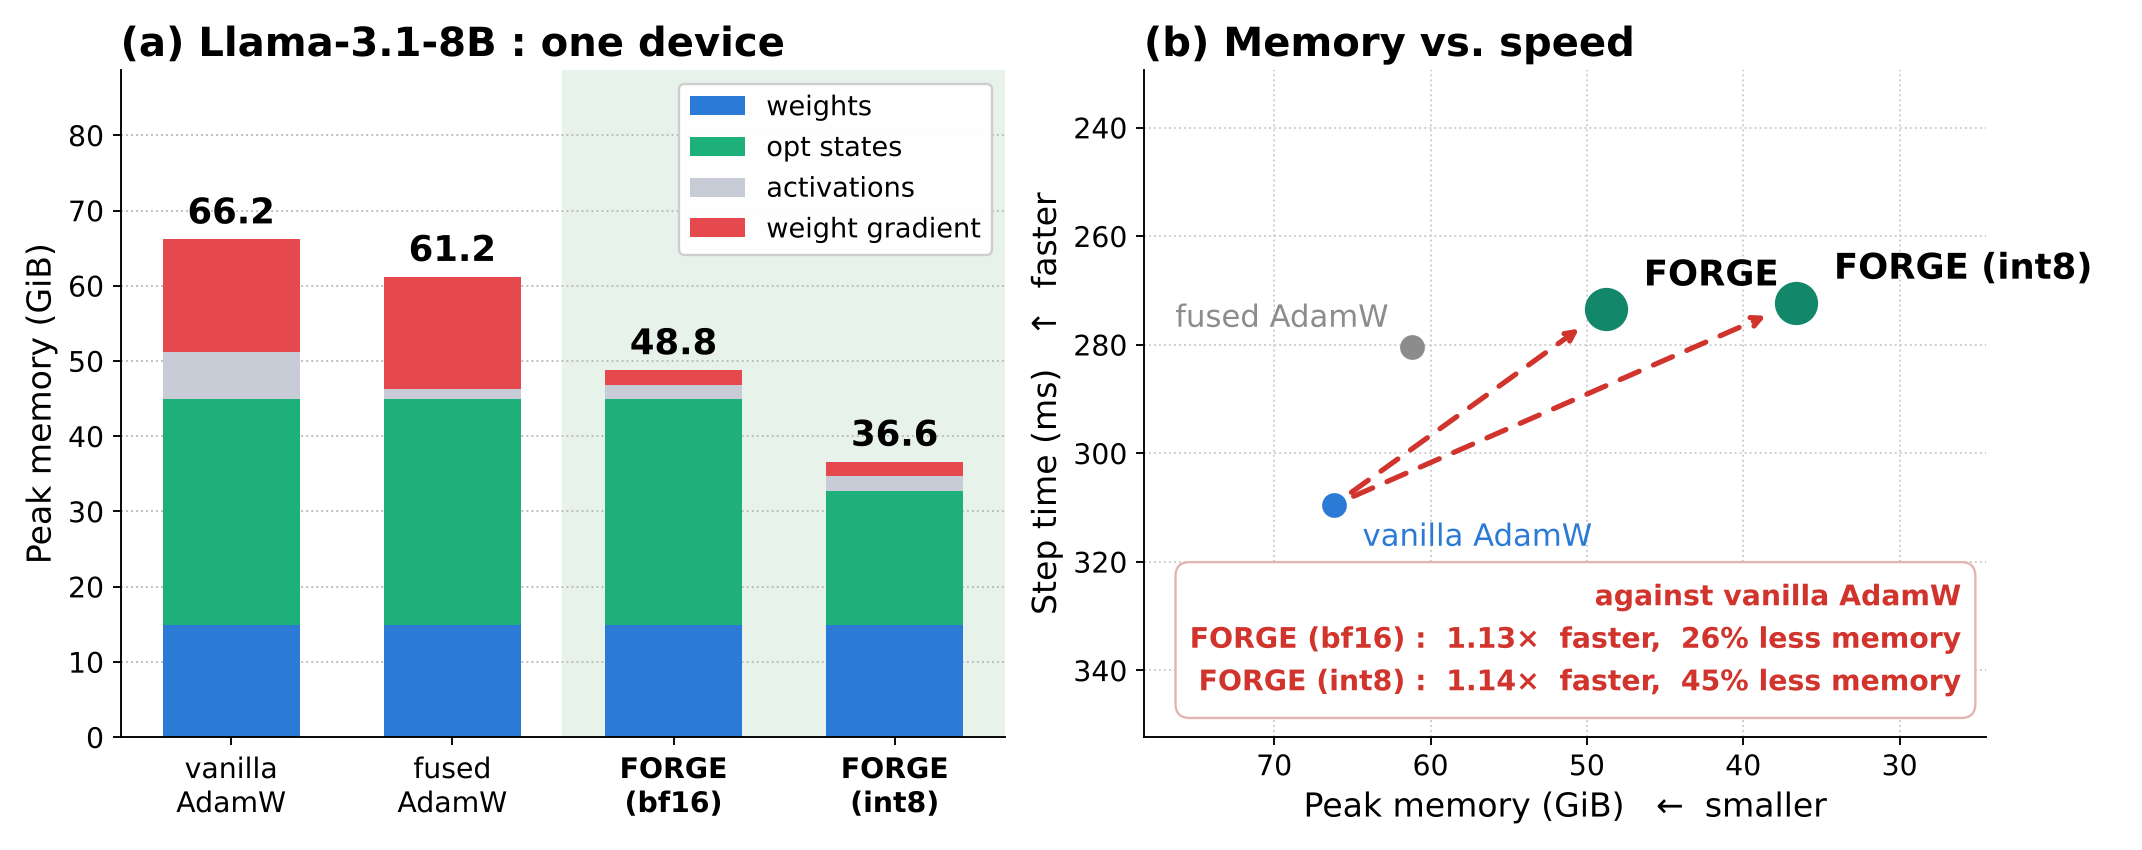 (a) Llama-3.1-8B : one device
Peak memory (GiB)
80
70
60
50
40
30
20
10
0
66.2
61.2
48.8
36.6
weights
opt states
activations
weight gradient
vanilla
AdamW
fused
AdamW
FORGE
(bf16)
FORGE
(int8)
(b) Memory vs. speed
Step time (ms) ↑ faster
240
260
280
300
320
340
fused AdamW
FORGE
FORGE (int8)
vanilla AdamW
against vanilla AdamW
FORGE (bf16) : 1.13× faster, 26% less memory
FORGE (int8) : 1.14× faster, 45% less memory
70
60
50
40
30
Peak memory (GiB) ← smaller